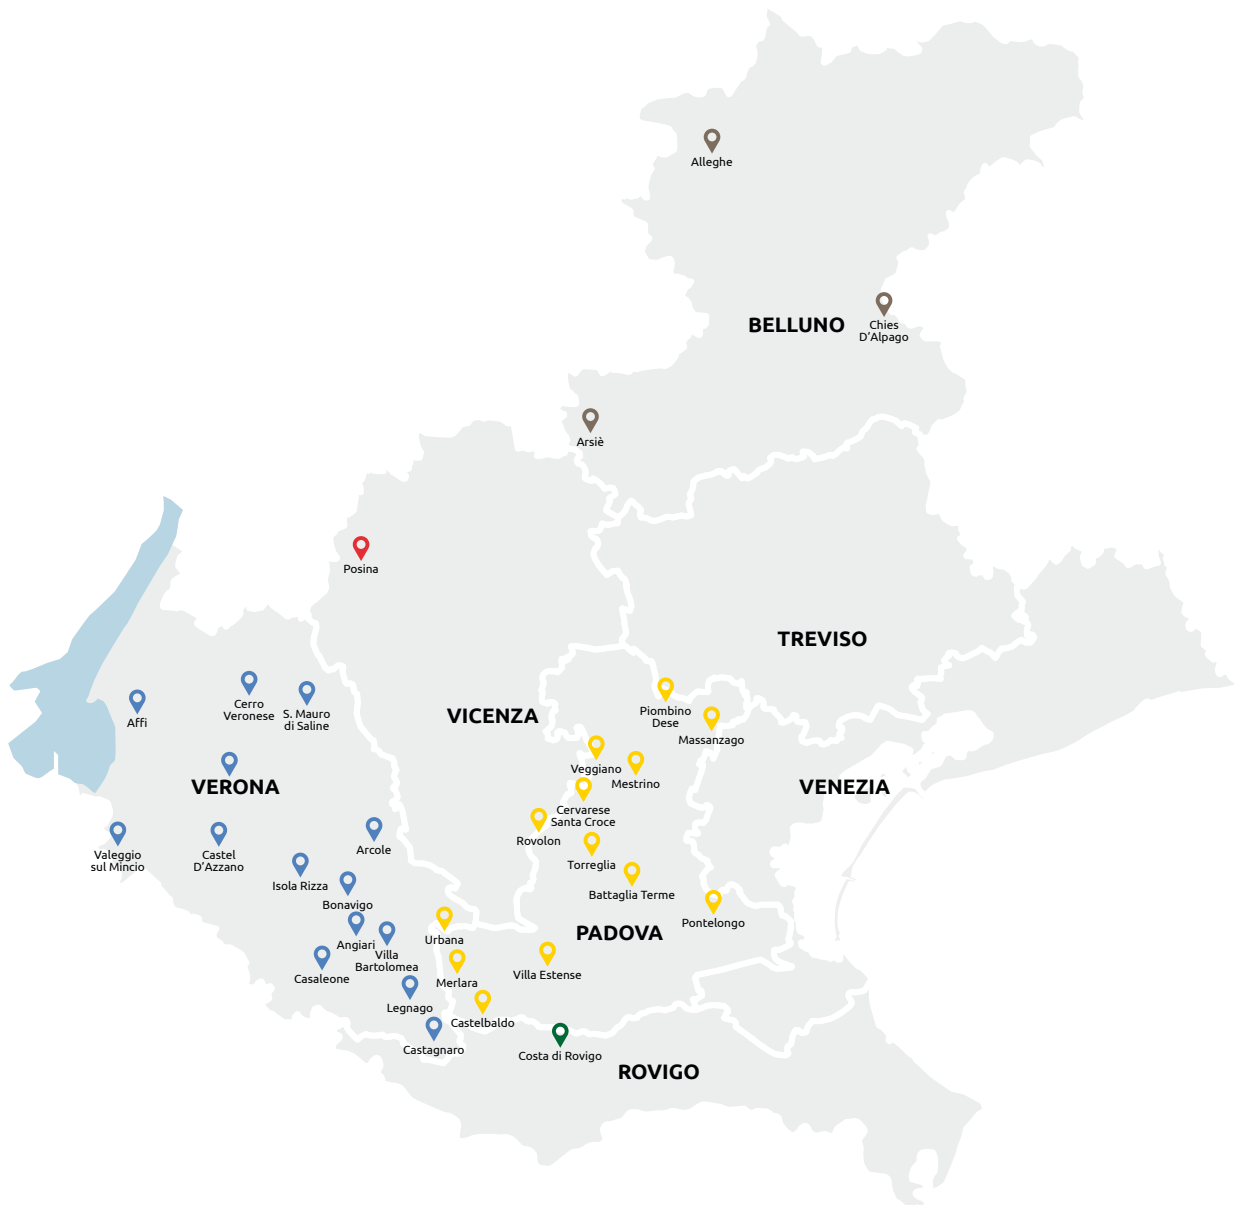 Alleghe
BELLUNO
Chies
D'Alpago
Arsiè
Posina
TREVISO
Cerro
Veronese
S. Mauro
di Saline
Affi
VICENZA
Piombino
Dese
Massanzago
Veggiano
Mestrino
VERONA
VENEZIA
Cervarese
Santa Croce
Rovolon
Arcole
Valeggio
sul Mincio
Castel
D'Azzano
Torreglia
Isola Rizza
Battaglia Terme
Bonavigo
Pontelongo
PADOVA
Urbana
Angiari
Villa
Bartolomea
Casaleone
Villa Estense
Merlara
Legnago
Castelbaldo
Castagnaro
Costa di Rovigo
ROVIGO